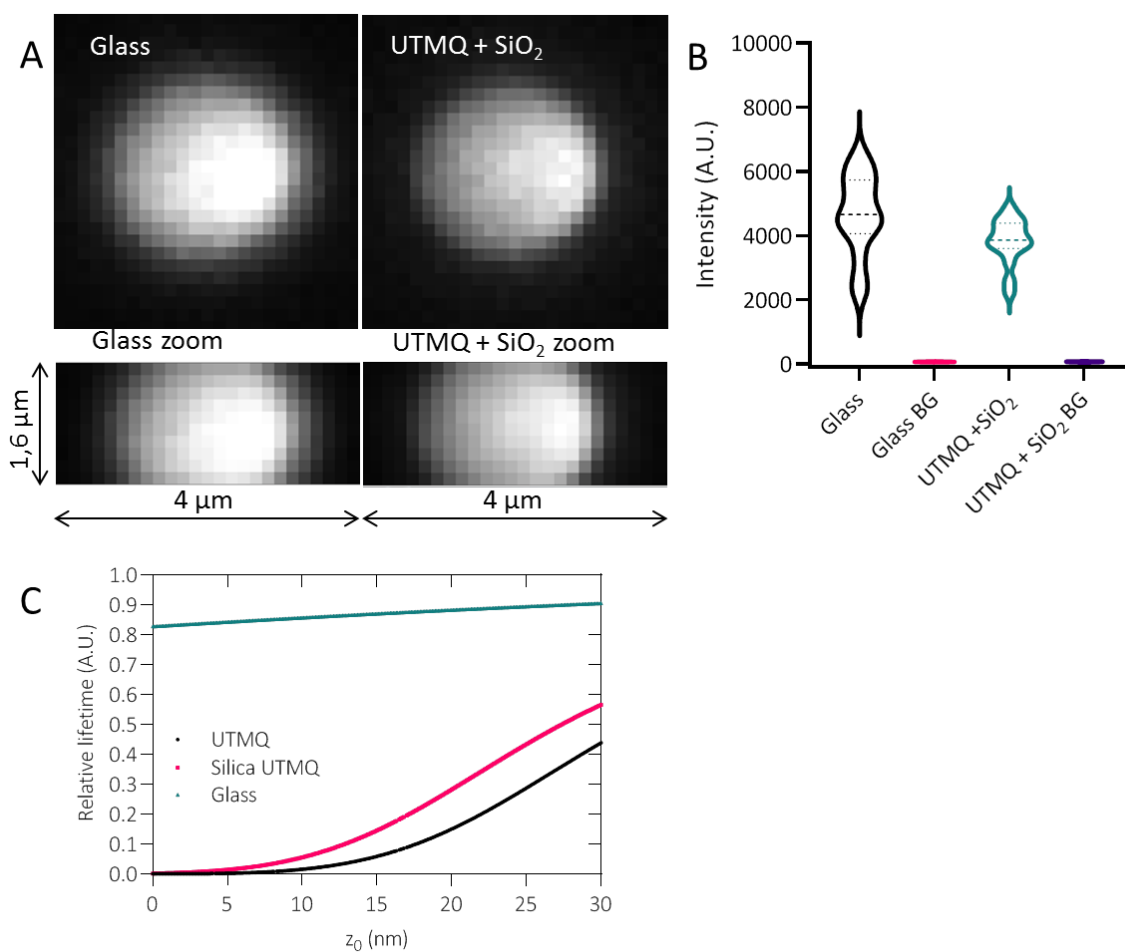 A
Glass
UTMQ + SiO₂
Glass zoom
UTMQ + SiO₂ zoom
1,6 µm
4 µm
4 µm
B
10000
8000
6000
4000
2000
0
Intensity (A.U.)
Glass
Glass BG
UTMQ +SiO₂
UTMQ + SiO₂ BG
C
1.0
0.9
0.8
0.7
0.6
0.5
0.4
0.3
0.2
0.1
0.0
Relative lifetime (A.U.)
UTMQ
Silica UTMQ
Glass
0 5 10 15 20 25 30
z₀ (nm)